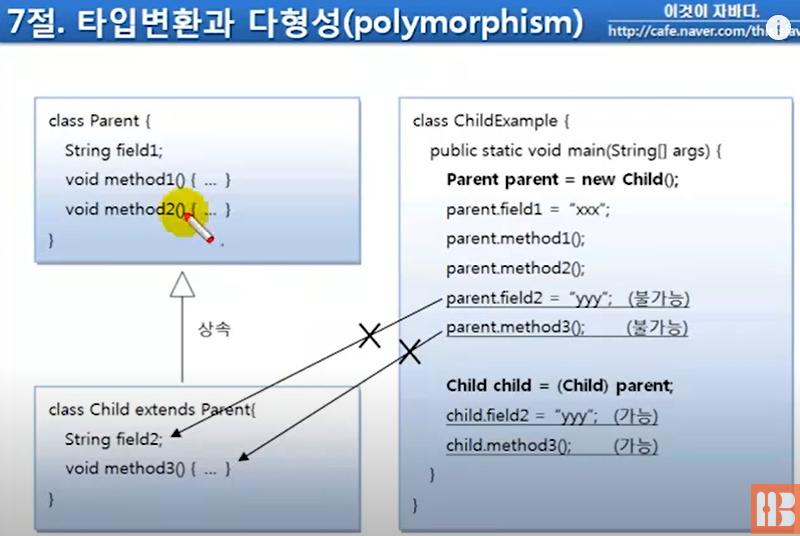 7절. 타입변환과 다형성(polymorphism)
이것이 자바다.
http://cafe.naver.com/thi
class Parent {
String field1;
void method1() { ... }
void method2() { ... }
}
상속
class Child extends Parent{
String field2;
void method3() { ... }
}
class ChildExample {
public static void main(String[] args) {
Parent parent = new Child();
parent.field1 = "xxx";
parent.method1();
parent.method2();
parent.field2 = "yyy"; (불가능)
parent.method3(); (불가능)
Child child = (Child) parent;
child.field2 = "yyy"; (가능)
child.method3(); (가능)
}
}